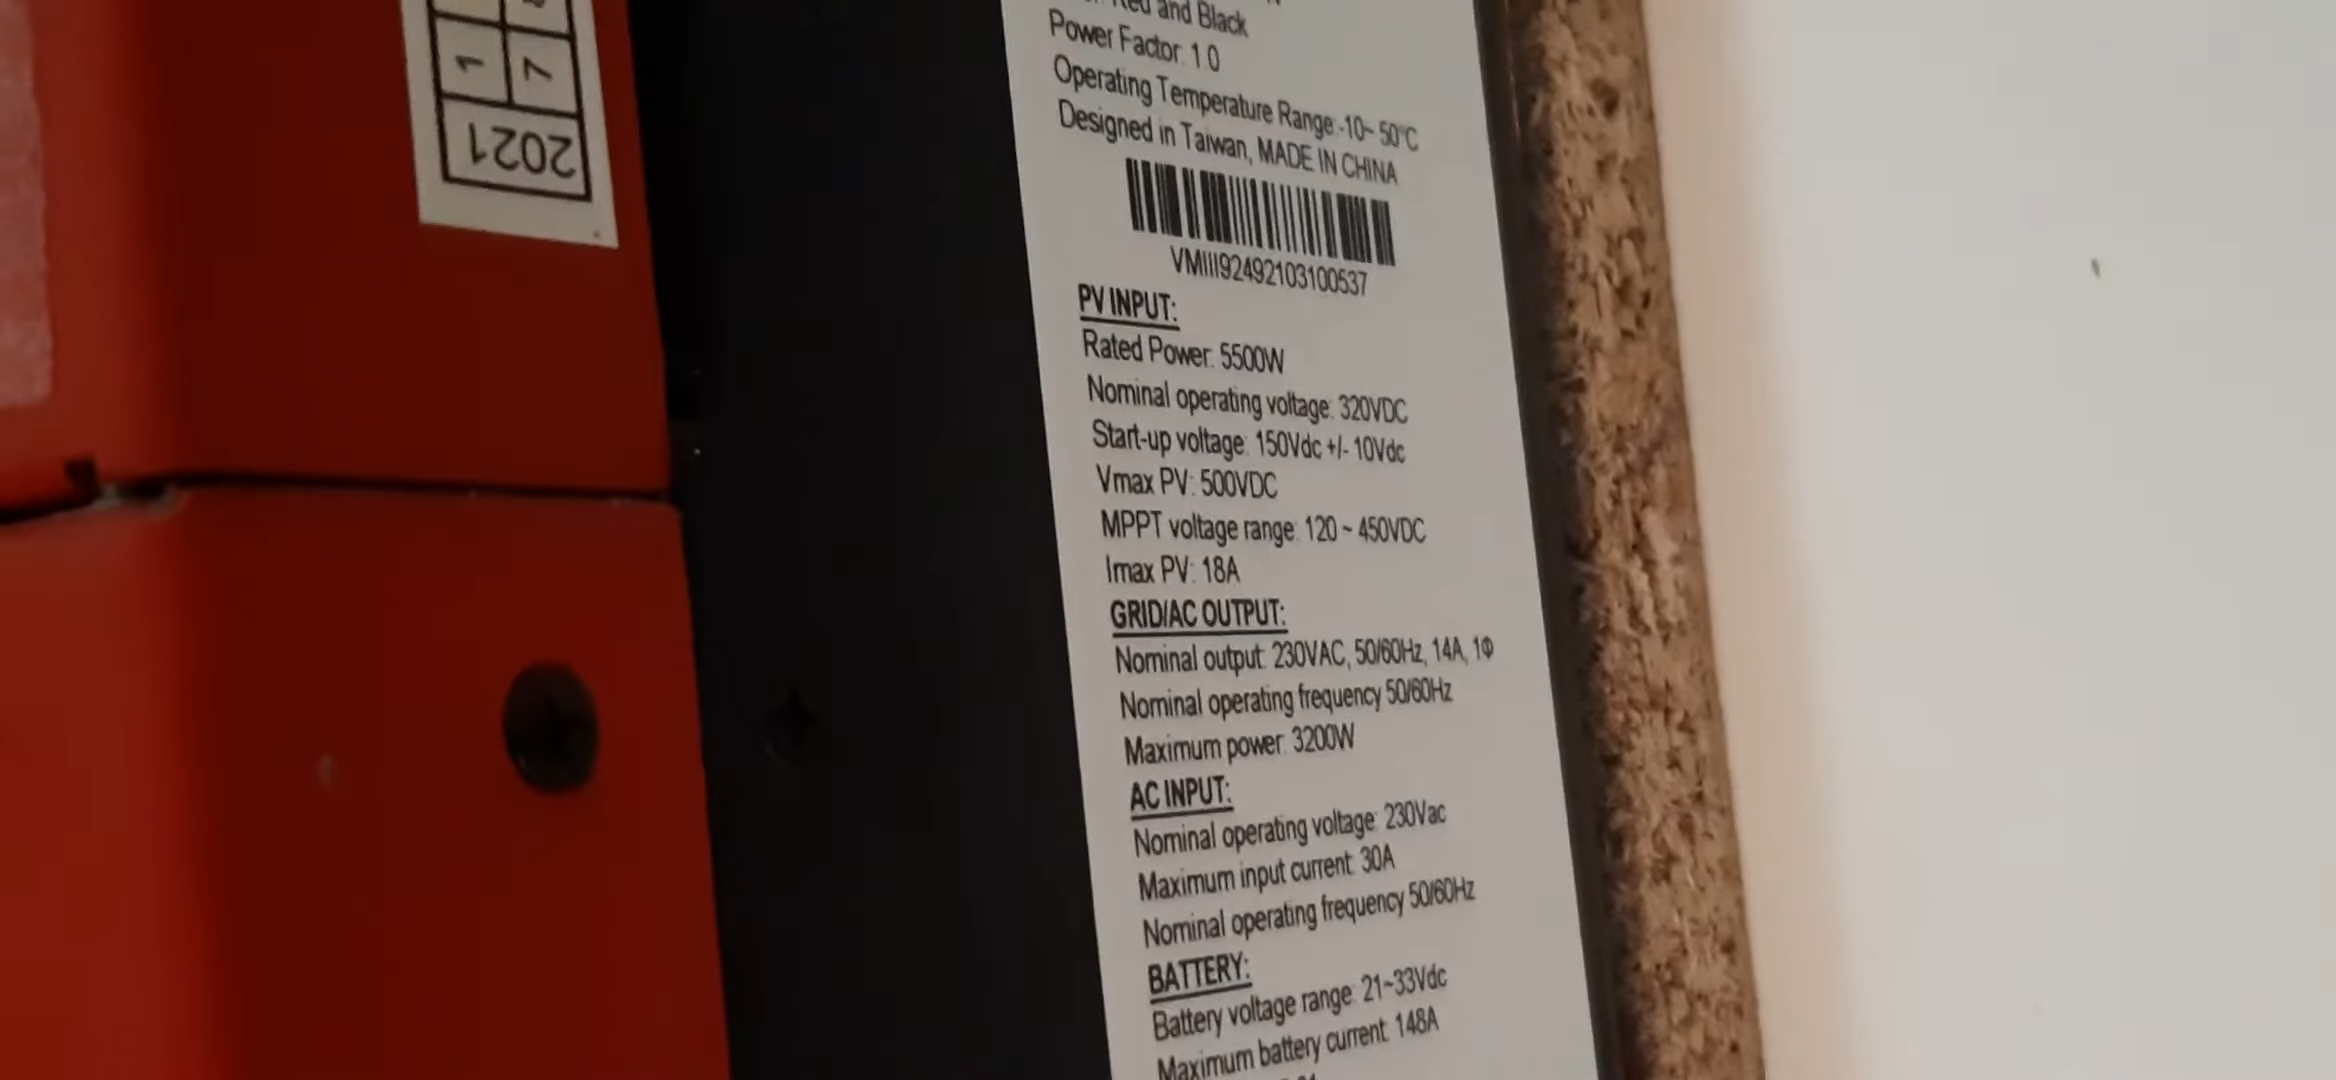 1 7
2021
Red and Black
Power Factor: 1.0
Operating Temperature Range:-10~ 50°C
Designed in Taiwan, MADE IN CHINA
VMIII92492103100537
PV INPUT:
Rated Power: 5500W
Nominal operating voltage: 320VDC
Start-up voltage: 150Vdc +/- 10Vdc
Vmax PV: 500VDC
MPPT voltage range: 120 ~ 450VDC
Imax PV: 18A
GRID/AC OUTPUT:
Nominal output: 230VAC, 50/60Hz, 14A, 1Φ
Nominal operating frequency 50/60Hz
Maximum power: 3200W
AC INPUT:
Nominal operating voltage: 230Vac
Maximum input current: 30A
Nominal operating frequency 50/60Hz
BATTERY:
Battery voltage range: 21~33Vdc
Maximum battery current: 148A